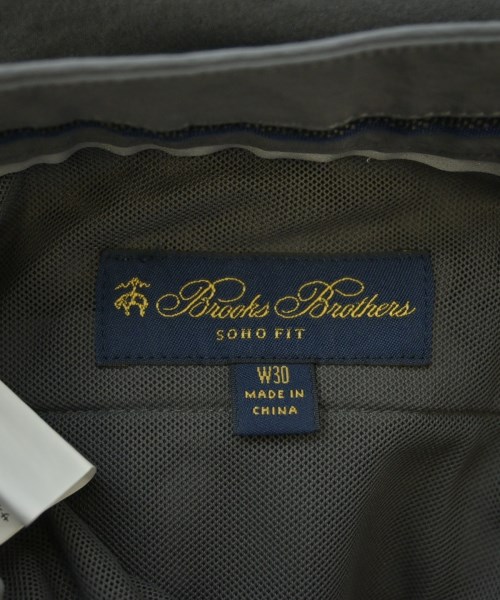 Brooks Brothers
SOHO FIT
W30
MADE IN
CHINA